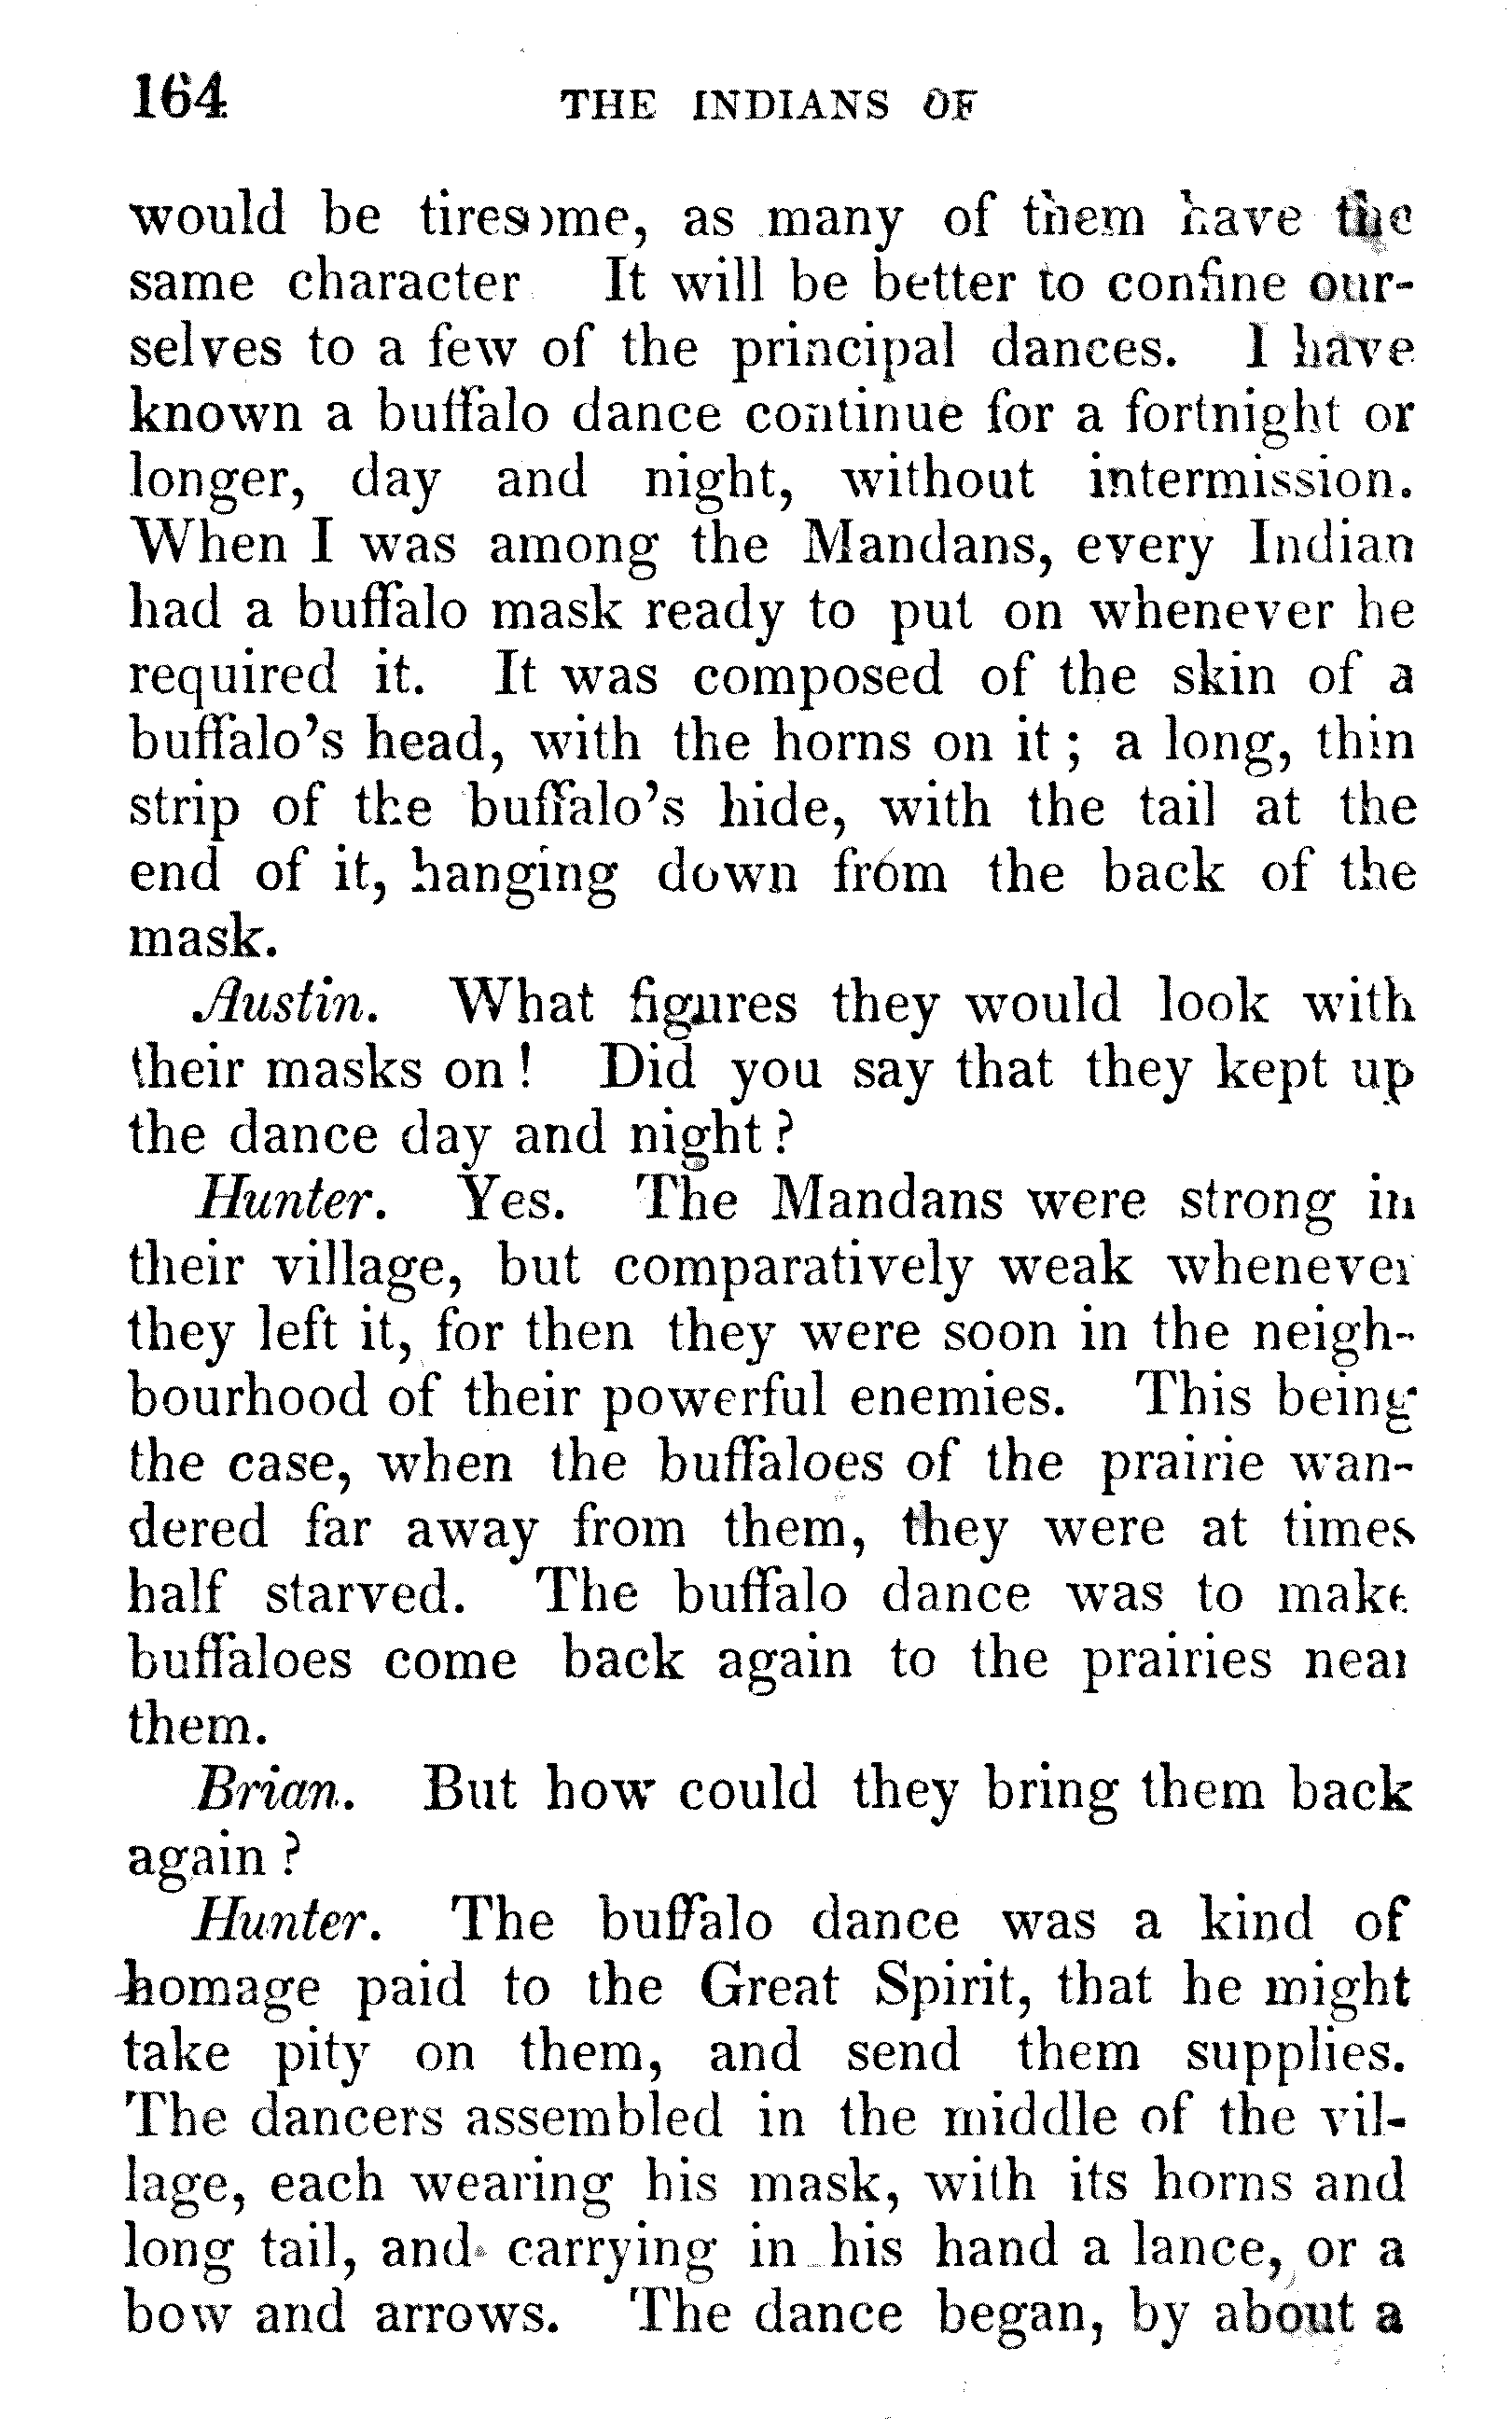 164 THE INDIANS OF
would be tiresome, as many of them have the
same character It will be better to confine our-
selves to a few of the principal dances. I have
known a buffalo dance continue for a fortnight or
longer, day and night, without intermission.
When I was among the Mandans, every Indian
had a buffalo mask ready to put on whenever he
required it. It was composed of the skin of a
buffalo's head, with the horns on it; a long, thin
strip of the buffalo's hide, with the tail at the
end of it, hanging down from the back of the
mask.
Austin. What figures they would look with
their masks on! Did you say that they kept up
the dance day and night?
Hunter. Yes. The Mandans were strong in
their village, but comparatively weak whenever
they left it, for then they were soon in the neigh-
bourhood of their powerful enemies. This being
the case, when the buffaloes of the prairie wan-
dered far away from them, they were at times
half starved. The buffalo dance was to make
buffaloes come back again to the prairies near
them.
Brian. But how could they bring them back
again?
Hunter. The buffalo dance was a kind of
homage paid to the Great Spirit, that he might
take pity on them, and send them supplies.
The dancers assembled in the middle of the vil-
lage, each wearing his mask, with its horns and
long tail, and carrying in his hand a lance, or a
bow and arrows. The dance began, by about a